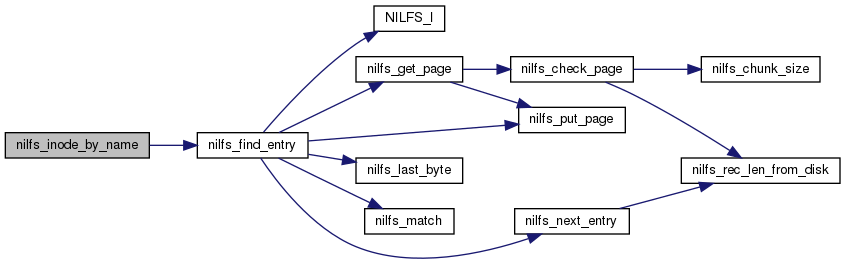 NILFS_I
nilfs_get_page
nilfs_check_page
nilfs_chunk_size
nilfs_put_page
nilfs_inode_by_name
nilfs_find_entry
nilfs_last_byte
nilfs_rec_len_from_disk
nilfs_match
nilfs_next_entry